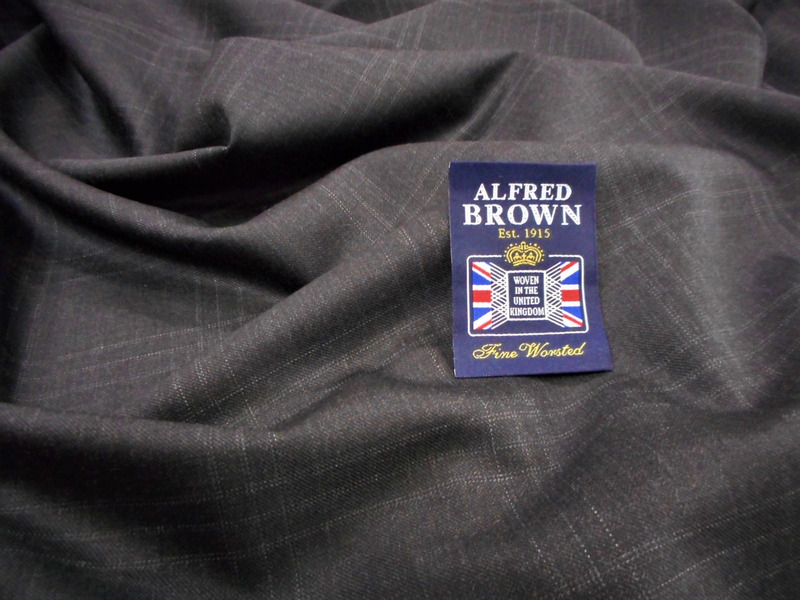 ALFRED
BROWN
Est. 1915
WOVEN
IN THE
UNITED
KINGDOM
Fine Worsted